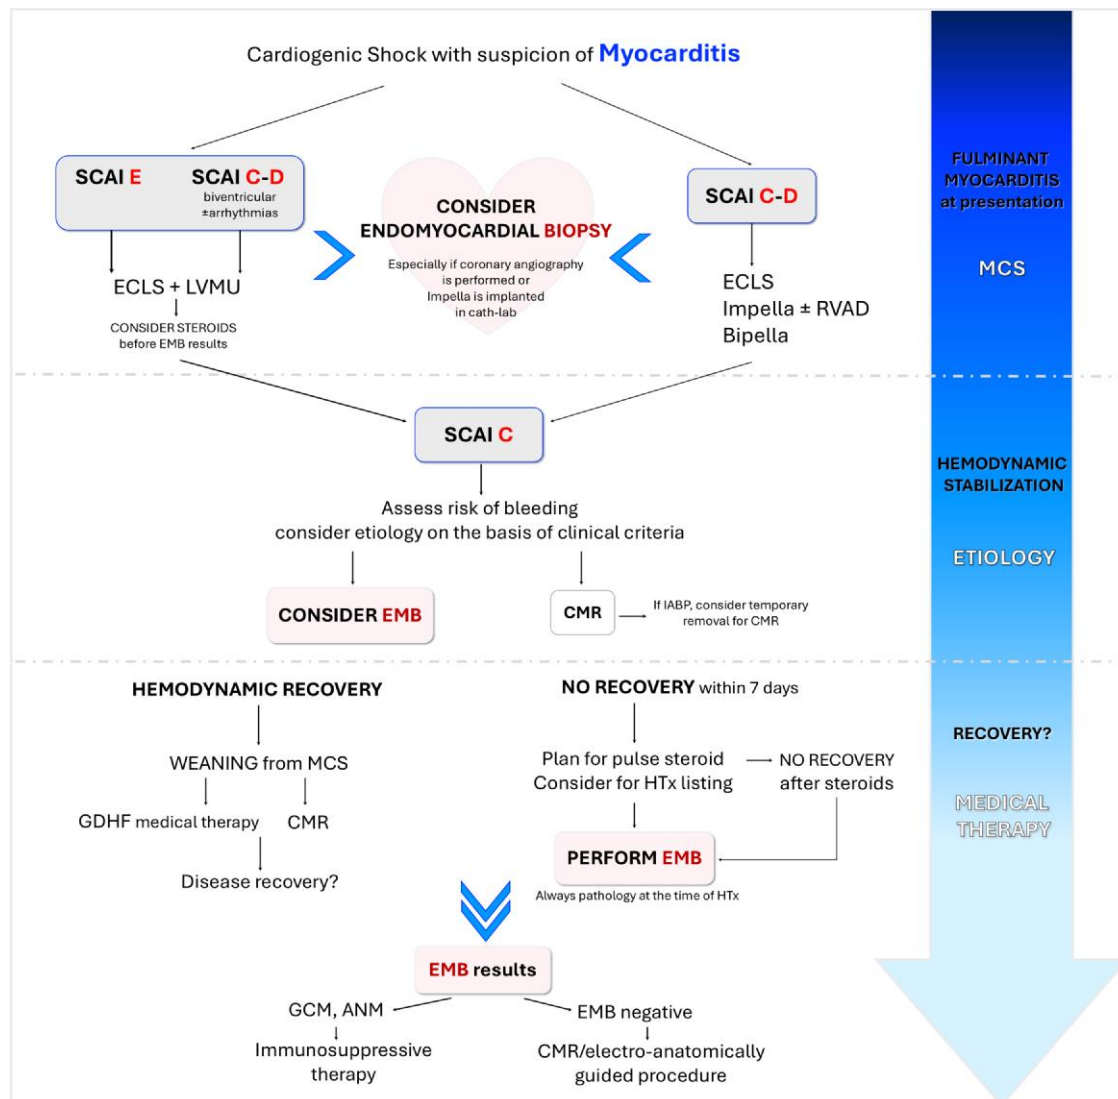 Cardiogenic Shock with suspicion of Myocarditis
SCAI E
SCAI C-D
biventricular
±arrhythmias
ECLS + LVMU
CONSIDER STEROIDS
before EMB results
CONSIDER
ENDOMYOCARDIAL BIOPSY
Especially if coronary angiography
is performed or
Impella is implanted
in cath-lab
SCAI C-D
ECLS
Impella ± RVAD
Bipella
FULMINANT
MYOCARDITIS
at presentation
MCS
SCAI C
Assess risk of bleeding
consider etiology on the basis of clinical criteria
CONSIDER EMB
CMR
If IABP, consider temporary
removal for CMR
HEMODYNAMIC
STABILIZATION
ETIOLOGY
HEMODYNAMIC RECOVERY
WEANING from MCS
GDHF medical therapy
CMR
Disease recovery?
NO RECOVERY within 7 days
Plan for pulse steroid
Consider for HTx listing
NO RECOVERY
after steroids
PERFORM EMB
Always pathology at the time of HTx
RECOVERY?
MEDICAL
THERAPY
EMB results
GCM, ANM
Immunosuppressive
therapy
EMB negative
CMR/electro-anatomically
guided procedure